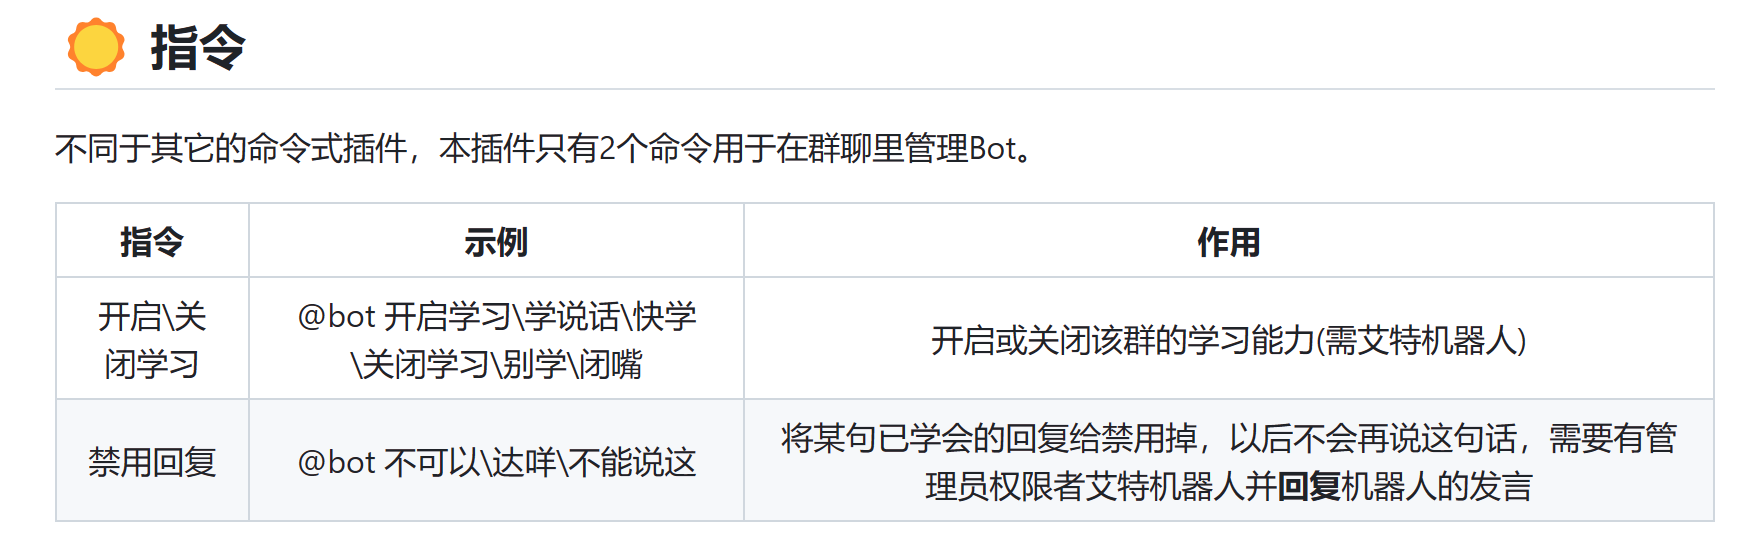 指令
不同于其它的命令式插件，本插件只有2个命令用于在群聊里管理Bot。
指令 示例 作用
开启\关
闭学习
@bot 开启学习\学说话\快学
\关闭学习\别学\闭嘴
开启或关闭该群的学习能力(需艾特机器人)
禁用回复
@bot 不可以\达咩\不能说这
将某句已学会的回复给禁用掉，以后不会再说这句话，需要有管
理员权限者艾特机器人并回复机器人的发言